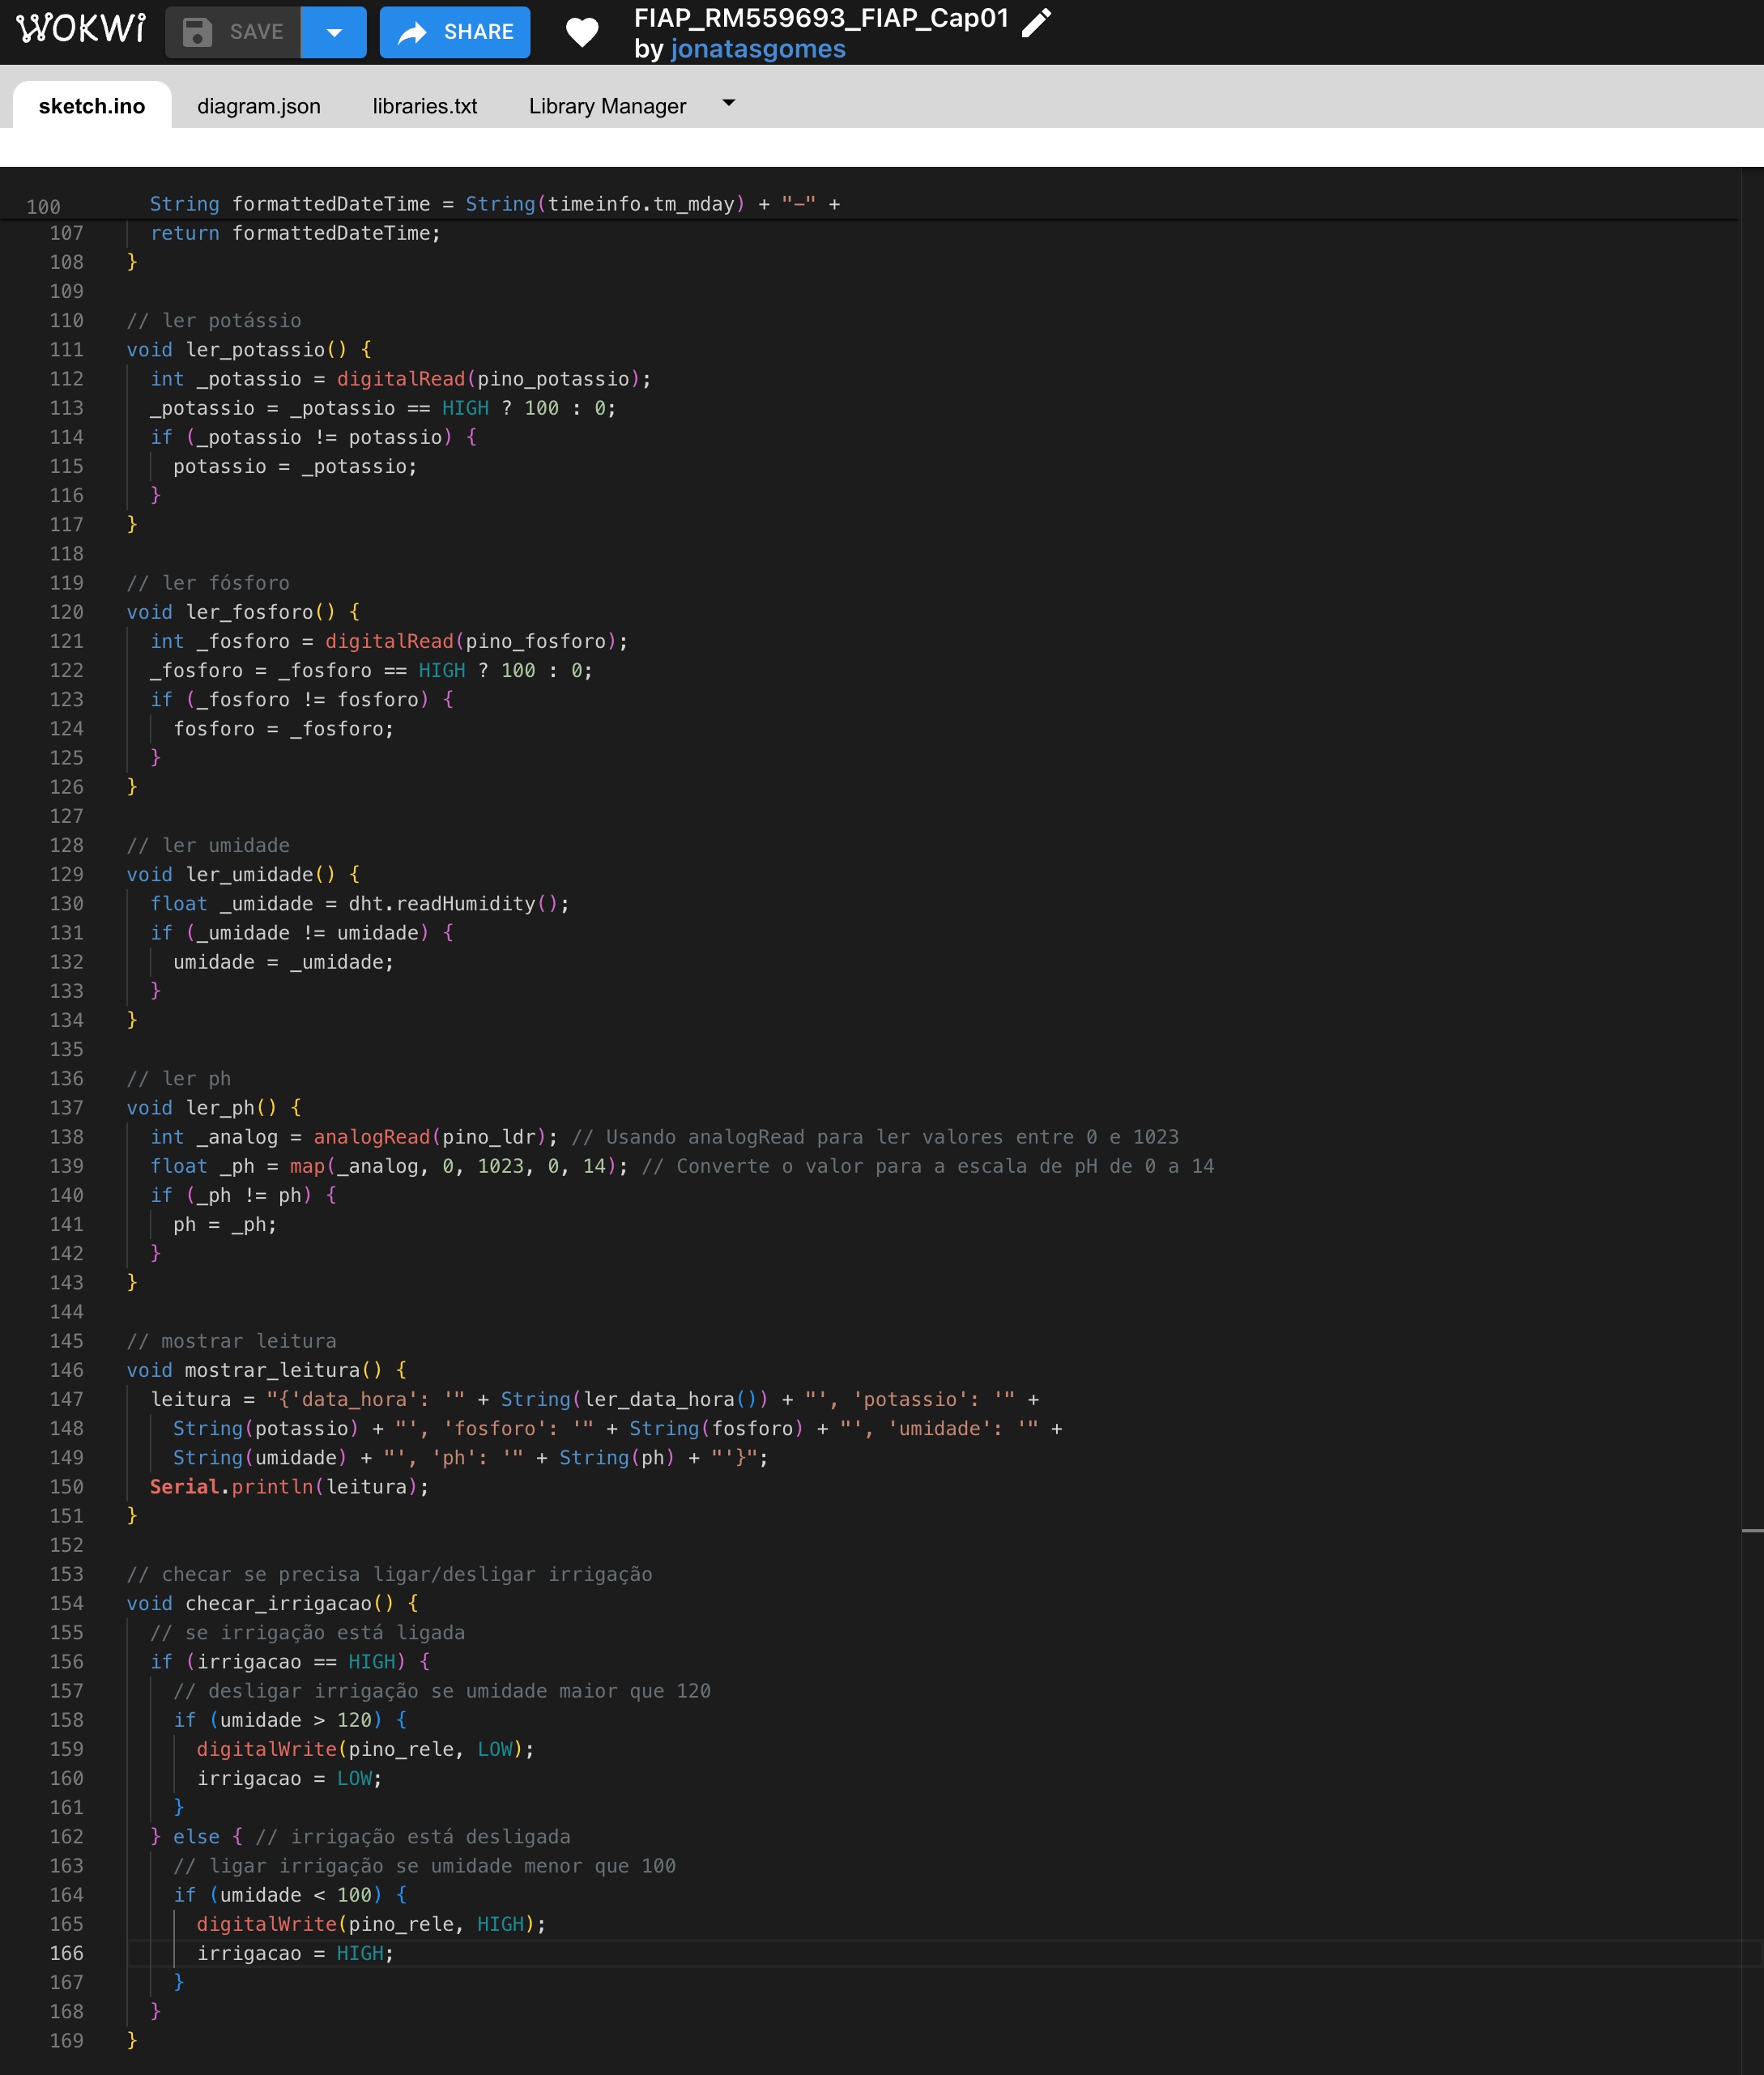 WOKWI SAVE SHARE FIAP_RM559693_FIAP_Cap01
by jonatasgomes
sketch.ino diagram.json libraries.txt Library Manager
100 String formattedDateTime = String(timeinfo.tm_mday) + "-" +
107 return formattedDateTime;
108 }
109
110 // ler potássio
111 void ler_potassio() {
112 int _potassio = digitalRead(pino_potassio);
113 _potassio = _potassio == HIGH ? 100 : 0;
114 if (_potassio != potassio) {
115 potassio = _potassio;
116 }
117 }
118
119 // ler fósforo
120 void ler_fosforo() {
121 int _fosforo = digitalRead(pino_fosforo);
122 _fosforo = _fosforo == HIGH ? 100 : 0;
123 if (_fosforo != fosforo) {
124 fosforo = _fosforo;
125 }
126 }
127
128 // ler umidade
129 void ler_umidade() {
130 float _umidade = dht.readHumidity();
131 if (_umidade != umidade) {
132 umidade = _umidade;
133 }
134 }
135
136 // ler ph
137 void ler_ph() {
138 int _analog = analogRead(pino_ldr); // Usando analogRead para ler valores entre 0 e 1023
139 float _ph = map(_analog, 0, 1023, 0, 14); // Converte o valor para a escala de pH de 0 a 14
140 if (_ph != ph) {
141 ph = _ph;
142 }
143 }
144
145 // mostrar leitura
146 void mostrar_leitura() {
147 leitura = "{'data_hora': '" + String(ler_data_hora()) + "', 'potassio': '" +
148 String(potassio) + "', 'fosforo': '" + String(fosforo) + "', 'umidade': '" +
149 String(umidade) + "', 'ph': '" + String(ph) + "'}";
150 Serial.println(leitura);
151 }
152
153 // checar se precisa ligar/desligar irrigação
154 void checar_irrigacao() {
155 // se irrigação está ligada
156 if (irrigacao == HIGH) {
157 // desligar irrigação se umidade maior que 120
158 if (umidade > 120) {
159 digitalWrite(pino_rele, LOW);
160 irrigacao = LOW;
161 }
162 } else { // irrigação está desligada
163 // ligar irrigação se umidade menor que 100
164 if (umidade < 100) {
165 digitalWrite(pino_rele, HIGH);
166 irrigacao = HIGH;
167 }
168 }
169 }